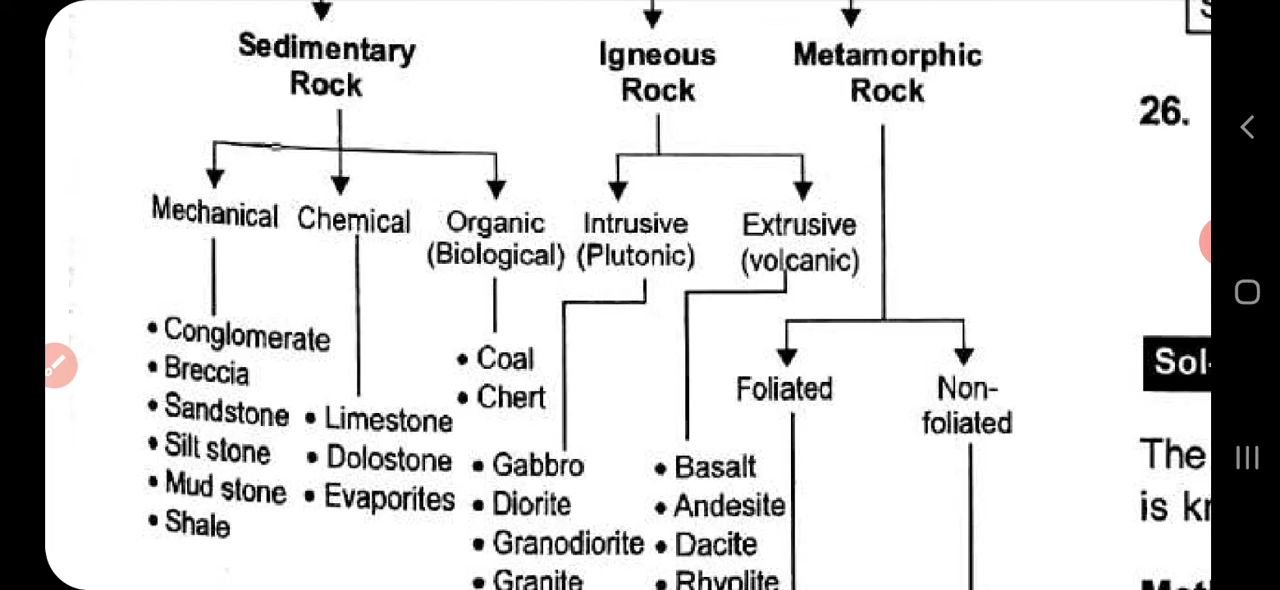 Sedimentary
Rock
Igneous
Rock
Metamorphic
Rock
Mechanical
Chemical
Organic
(Biological)
Intrusive
(Plutonic)
Extrusive
(volcanic)
• Conglomerate
• Breccia
• Sandstone
• Silt stone
• Mud stone
• Shale
• Limestone
• Dolostone
• Evaporites
• Coal
• Chert
• Gabbro
• Diorite
• Granodiorite
• Granite
• Basalt
• Andesite
• Dacite
• Rhyolite
Foliated
Non-
foliated
26.
Sol
The
is